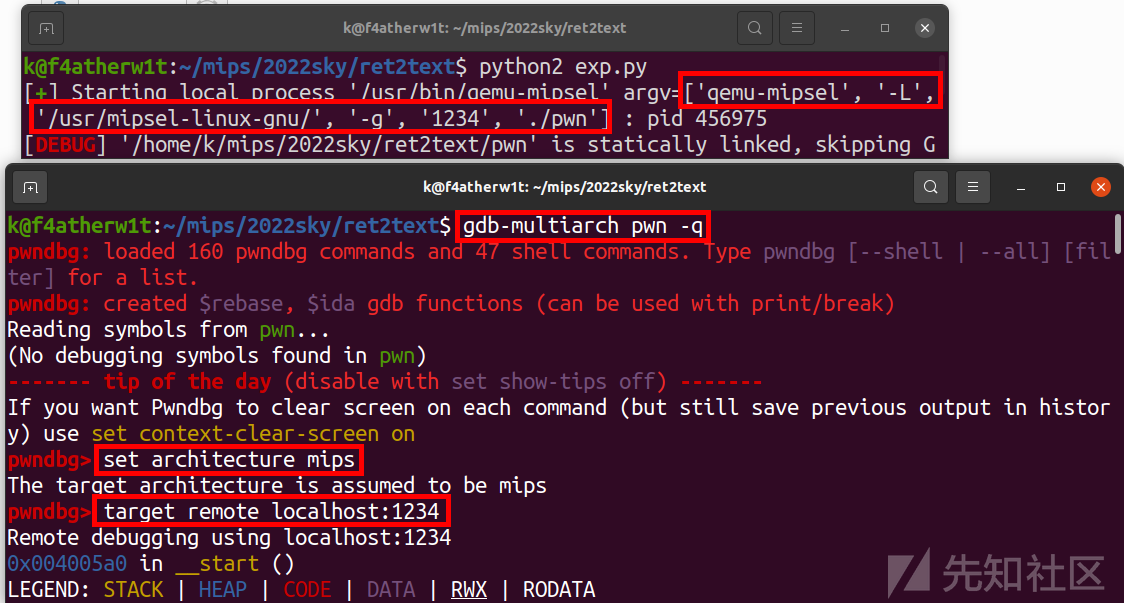 k@f4atherw1t: ~/mips/2022sky/ret2text
k@f4atherw1t:~/mips/2022sky/ret2text$ python2 exp.py
[+] Starting local process '/usr/bin/qemu-mipsel' argv=['qemu-mipsel', '-L',
'/usr/mipsel-linux-gnu/', '-g', '1234', './pwn'] : pid 456975
[DEBUG] '/home/k/mips/2022sky/ret2text/pwn' is statically linked, skipping G
k@f4atherw1t: ~/mips/2022sky/ret2text
k@f4atherw1t:~/mips/2022sky/ret2text$ gdb-multiarch pwn -q
pwndbg: loaded 160 pwndbg commands and 47 shell commands. Type pwndbg [--shell | --all] [fil
ter] for a list.
pwndbg: created $rebase, $ida gdb functions (can be used with print/break)
Reading symbols from pwn...
(No debugging symbols found in pwn)
------- tip of the day (disable with set show-tips off) -------
If you want Pwndbg to clear screen on each command (but still save previous output in histor
y) use set context-clear-screen on
pwndbg> set architecture mips
The target architecture is assumed to be mips
pwndbg> target remote localhost:1234
Remote debugging using localhost:1234
0x004005a0 in __start ()
LEGEND: STACK | HEAP | CODE | DATA | RWX | RODATA
先知社区